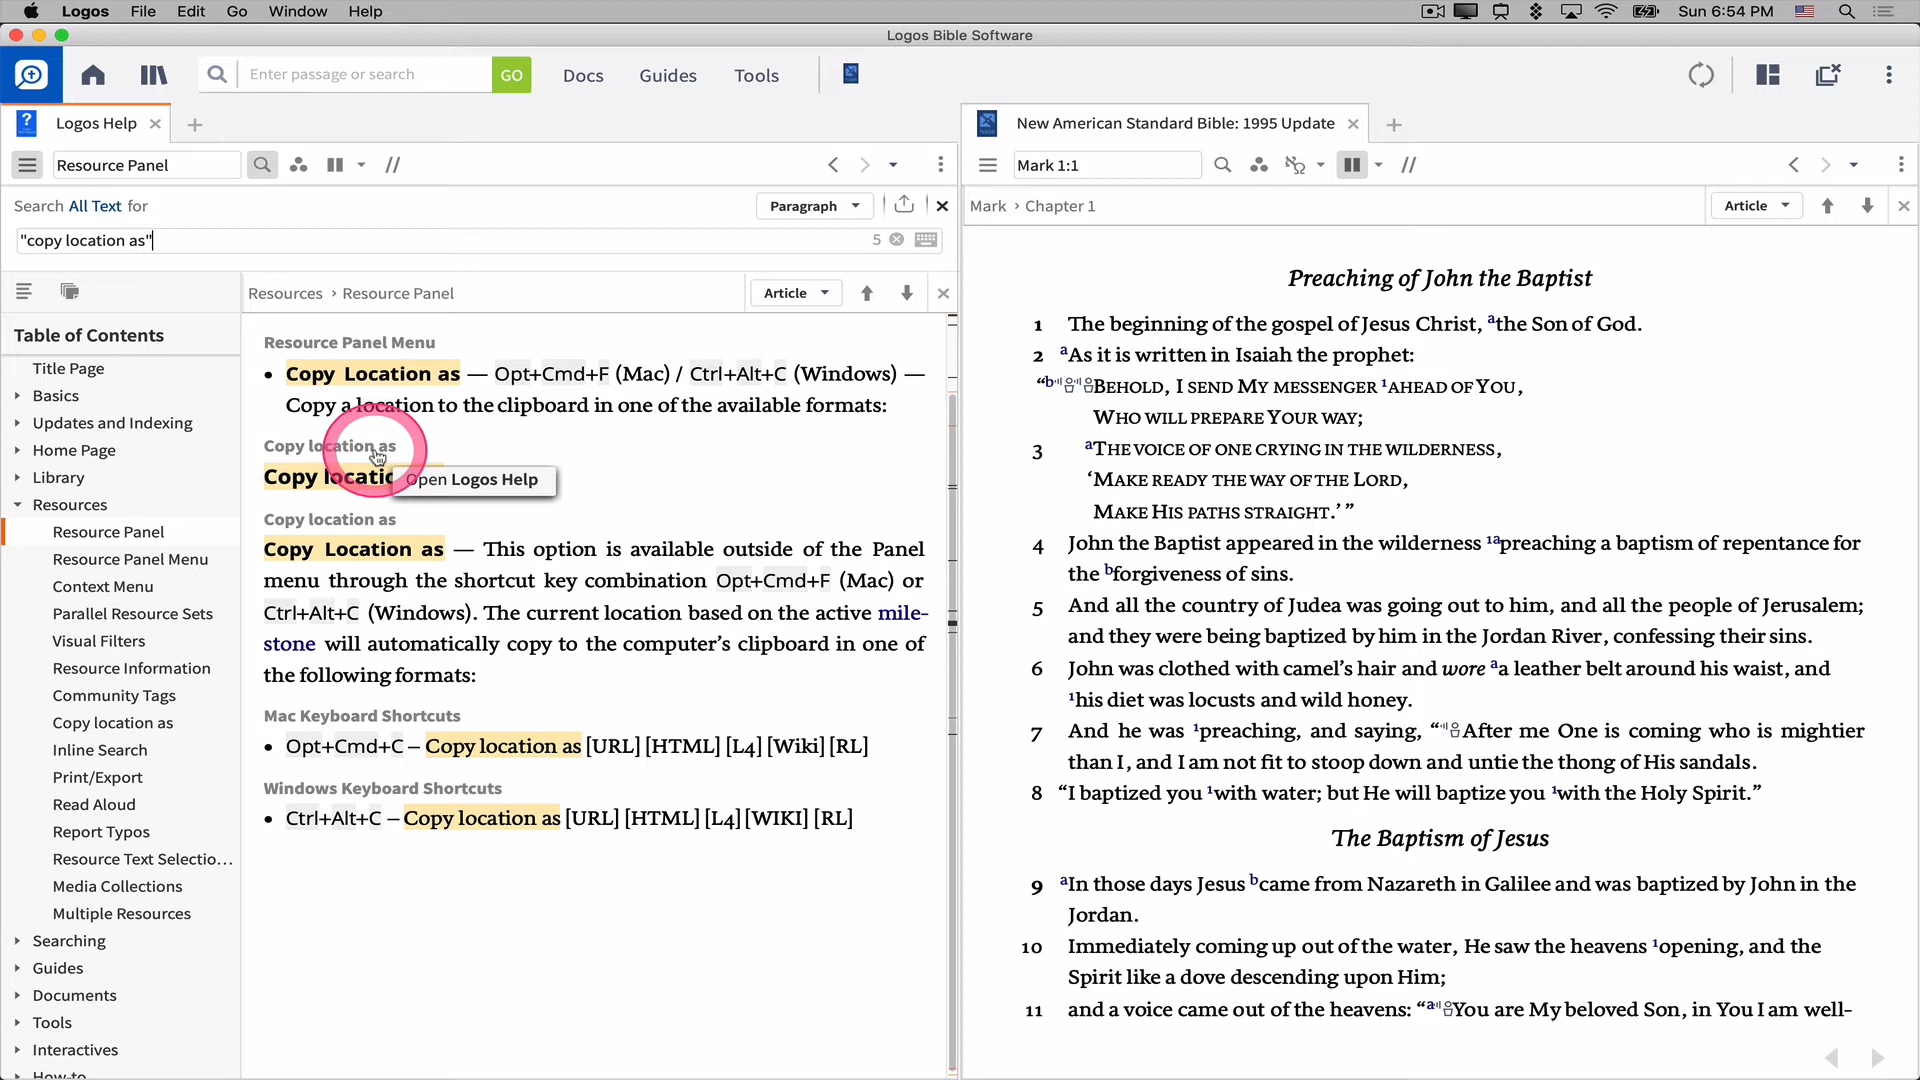 Logos File Edit Go Window Help
Sun 6:54 PM
Logos Bible Software
Enter passage or search GO Docs Guides Tools
Logos Help
Resource Panel
Search All Text for
Paragraph
"copy location as"
5
Resources › Resource Panel
Article
Table of Contents
Title Page
Basics
Updates and Indexing
Home Page
Library
Resources
Resource Panel
Resource Panel Menu
Context Menu
Parallel Resource Sets
Visual Filters
Resource Information
Community Tags
Copy location as
Inline Search
Print/Export
Read Aloud
Report Typos
Resource Text Selectio…
Media Collections
Multiple Resources
Searching
Guides
Documents
Tools
Interactives
How-to
Resource Panel Menu
• Copy Location as — Opt+Cmd+F (Mac) / Ctrl+Alt+C (Windows) —
Copy a location to the clipboard in one of the available formats:
Copy location as
Copy locatio
Open Logos Help
Copy location as
Copy Location as — This option is available outside of the Panel
menu through the shortcut key combination Opt+Cmd+F (Mac) or
Ctrl+Alt+C (Windows). The current location based on the active mile-
stone will automatically copy to the computer’s clipboard in one of
the following formats:
Mac Keyboard Shortcuts
• Opt+Cmd+C – Copy location as [URL] [HTML] [L4] [Wiki] [RL]
Windows Keyboard Shortcuts
• Ctrl+Alt+C – Copy location as [URL] [HTML] [L4] [WIKI] [RL]
New American Standard Bible: 1995 Update
Mark 1:1
Mark › Chapter 1
Article
Preaching of John the Baptist
1 The beginning of the gospel of Jesus Christ, athe Son of God.
2 aAs it is written in Isaiah the prophet:
“bBEHOLD, I SEND MY MESSENGER 1AHEAD OF YOU,
WHO WILL PREPARE YOUR WAY;
3 aTHE VOICE OF ONE CRYING IN THE WILDERNESS,
‘MAKE READY THE WAY OF THE LORD,
MAKE HIS PATHS STRAIGHT.’ ”
4 John the Baptist appeared in the wilderness 1apreaching a baptism of repentance for
the bforgiveness of sins.
5 And all the country of Judea was going out to him, and all the people of Jerusalem;
and they were being baptized by him in the Jordan River, confessing their sins.
6 John was clothed with camel’s hair and wore aa leather belt around his waist, and
1his diet was locusts and wild honey.
7 And he was 1preaching, and saying, “After me One is coming who is mightier
than I, and I am not fit to stoop down and untie the thong of His sandals.
8 “I baptized you 1with water; but He will baptize you 1with the Holy Spirit.”
The Baptism of Jesus
9 aIn those days Jesus bcame from Nazareth in Galilee and was baptized by John in the
Jordan.
10 Immediately coming up out of the water, He saw the heavens 1opening, and the
Spirit like a dove descending upon Him;
11 and a voice came out of the heavens: “aYou are My beloved Son, in You I am well-